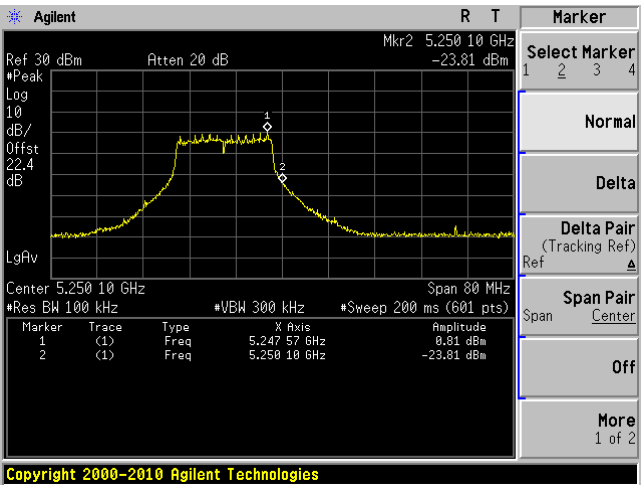 Agilent R T Marker
Mkr2 5.250 10 GHz
Ref 30 dBm Atten 20 dB -23.81 dBm
#Peak
Log
10
dB/
Offst
22.4
dB
LgAv
1
2
Center 5.250 10 GHz Span 80 MHz
#Res BW 100 kHz #VBW 300 kHz #Sweep 200 ms (601 pts)
Marker Trace Type X Axis Amplitude
1 (1) Freq 5.247 57 GHz 0.81 dBm
2 (1) Freq 5.250 10 GHz -23.81 dBm
Select Marker
1 2 3 4
Normal
Delta
Delta Pair
(Tracking Ref)
Ref Δ
Span Pair
Span Center
Off
More
1 of 2
Copyright 2000-2010 Agilent Technologies